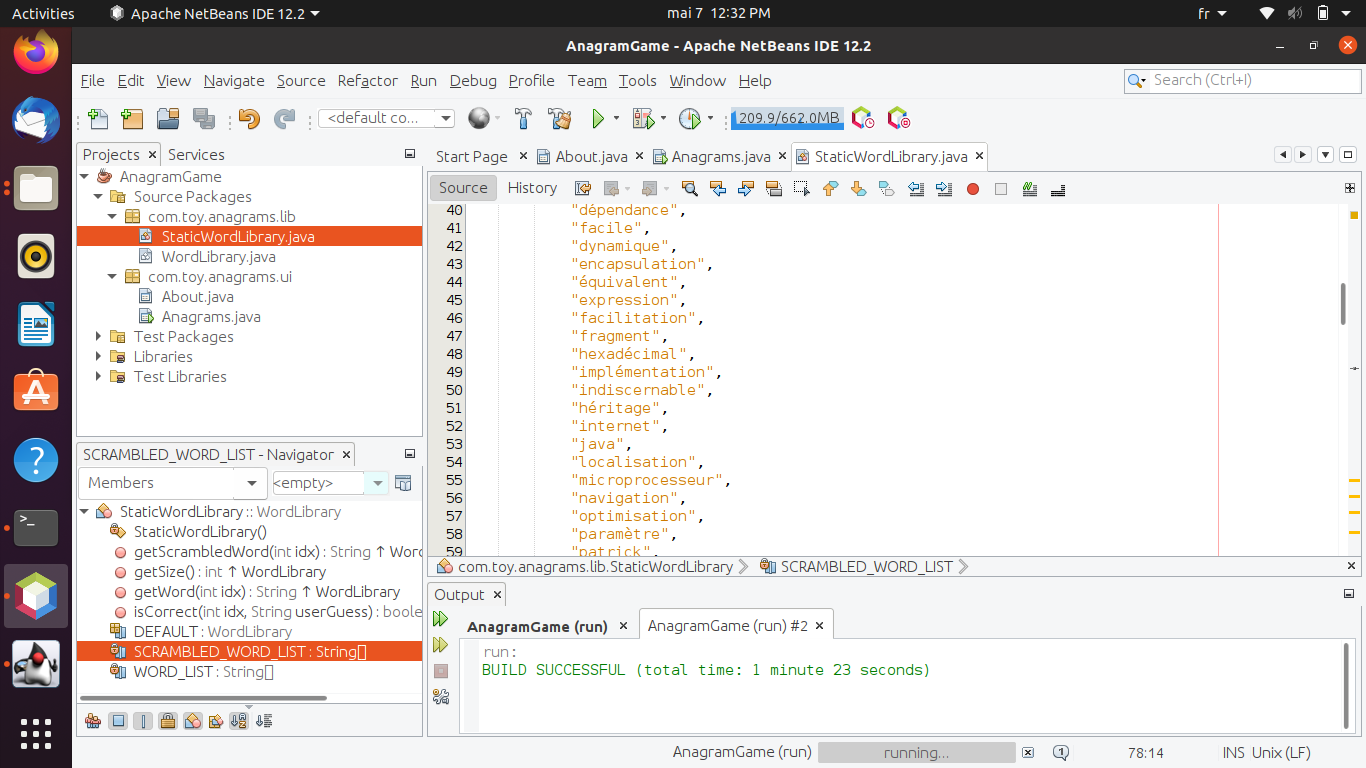 Activities Apache NetBeans IDE 12.2 mai 7 12:32 PM fr
AnagramGame - Apache NetBeans IDE 12.2
File Edit View Navigate Source Refactor Run Debug Profile Team Tools Window Help Search (Ctrl+I)
<default co... 209.9/662.0MB
Projects Services
AnagramGame
Source Packages
com.toy.anagrams.lib
StaticWordLibrary.java
WordLibrary.java
com.toy.anagrams.ui
About.java
Anagrams.java
Test Packages
Libraries
Test Libraries
SCRAMBLED_WORD_LIST - Navigator
Members <empty>
StaticWordLibrary :: WordLibrary
StaticWordLibrary()
getScrambledWord(int idx) : String ↑ Word
getSize() : int ↑ WordLibrary
getWord(int idx) : String ↑ WordLibrary
isCorrect(int idx, String userGuess) : boole
DEFAULT : WordLibrary
SCRAMBLED_WORD_LIST : String[]
WORD_LIST : String[]
Start Page About.java Anagrams.java StaticWordLibrary.java
Source History
40 "dépendance",
41 "facile",
42 "dynamique",
43 "encapsulation",
44 "équivalent",
45 "expression",
46 "facilitation",
47 "fragment",
48 "hexadécimal",
49 "implémentation",
50 "indiscernable",
51 "héritage",
52 "internet",
53 "java",
54 "localisation",
55 "microprocesseur",
56 "navigation",
57 "optimisation",
58 "paramètre",
59 "patrick",
com.toy.anagrams.lib.StaticWordLibrary SCRAMBLED_WORD_LIST
Output
AnagramGame (run) AnagramGame (run) #2
run:
BUILD SUCCESSFUL (total time: 1 minute 23 seconds)
AnagramGame (run) running... 1 78:14 INS Unix (LF)